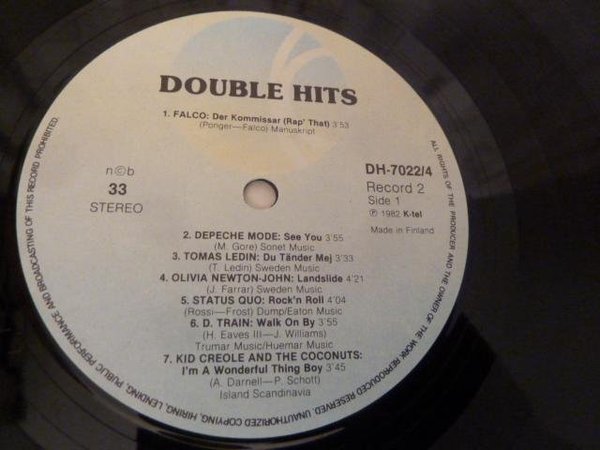 DOUBLE HITS
1. FALCO: Der Kommissar (Rap' That) 3'53
(Ponger—Falco) Manuskript
n©b
33
STEREO
DH-7022/4
Record 2
Side 1
℗ 1982 K-tel
Made in Finland
2. DEPECHE MODE: See You 3'55
(M. Gore) Sonet Music
3. TOMAS LEDIN: Du Tänder Mej 3'33
(T. Ledin) Sweden Music
4. OLIVIA NEWTON-JOHN: Landslide 4'21
(J. Farrar) Sweden Music
5. STATUS QUO: Rock'n Roll 4'04
(Rossi—Frost) Dump/Eaton Music
6. D. TRAIN: Walk On By 3'55
(H. Eaves III—J. Williams)
Trumar Music/Huemar Music
7. KID CREOLE AND THE COCONUTS:
I'm A Wonderful Thing Boy 3'45
(A. Darnell—P. Schott)
Island Scandinavia
ALL RIGHTS OF THE PRODUCER AND THE OWNER OF THE WORK REPRODUCED RESERVED. UNAUTHORIZED COPYING, HIRING, LENDING, PUBLIC PERFORMANCE AND BROADCASTING OF THIS RECORD PROHIBITED.